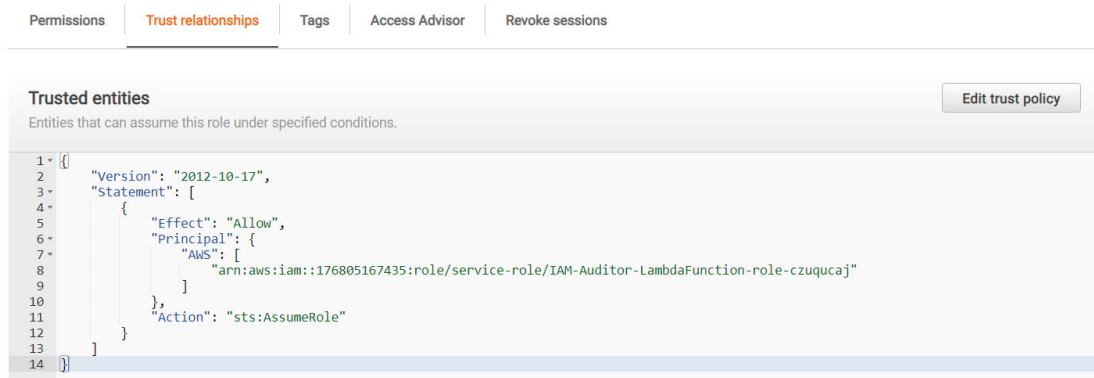 Permissions Trust relationships Tags Access Advisor Revoke sessions
Trusted entities Edit trust policy
Entities that can assume this role under specified conditions.
1 {
2 "Version": "2012-10-17",
3 "Statement": [
4 {
5 "Effect": "Allow",
6 "Principal": {
7 "AWS": [
8 "arn:aws:iam::176805167435:role/service-role/IAM-Auditor-LambdaFunction-role-czuqucaj"
9 ]
10 },
11 "Action": "sts:AssumeRole"
12 }
13 ]
14 }